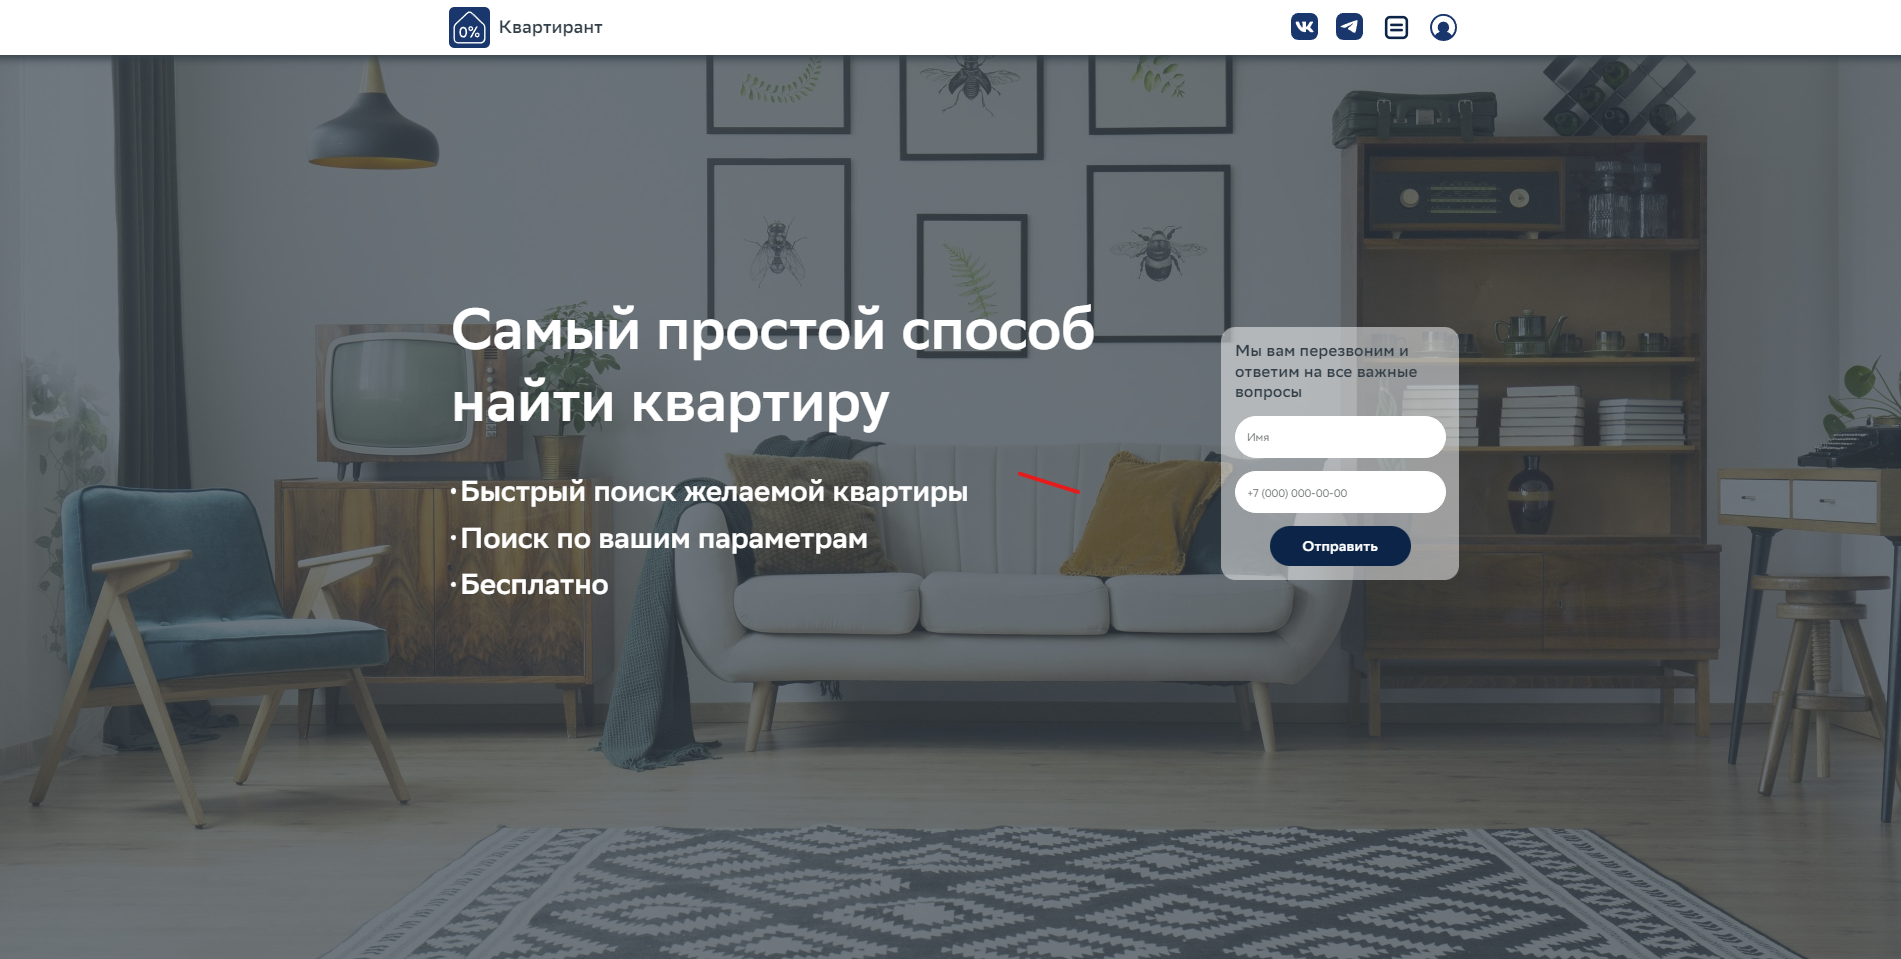 0%
Квартирант
Самый простой способ
найти квартиру
· Быстрый поиск желаемой квартиры
· Поиск по вашим параметрам
· Бесплатно
Мы вам перезвоним и
ответим на все важные
вопросы
Имя
+7 (000) 000-00-00
Отправить